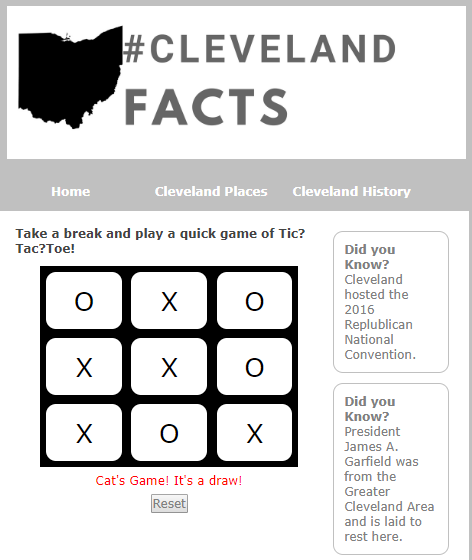 #CLEVELAND
FACTS
Home Cleveland Places Cleveland History
Take a break and play a quick game of Tic?
Tac?Toe!
O X O
X X O
X O X
Cat's Game! It's a draw!
Reset
Did you
Know?
Cleveland
hosted the
2016
Replublican
National
Convention.
Did you
Know?
President
James A.
Garfield was
from the
Greater
Cleveland Area
and is laid to
rest here.